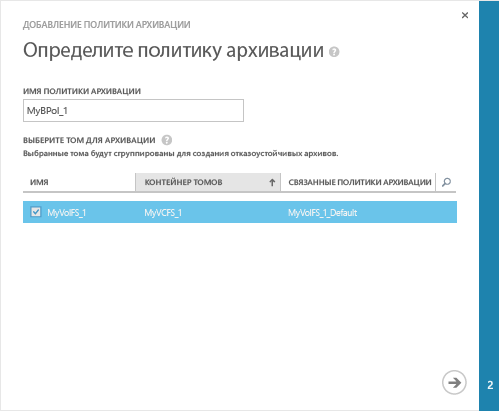 ДОБАВЛЕНИЕ ПОЛИТИКИ АРХИВАЦИИ
Определите политику архивации ?
ИМЯ ПОЛИТИКИ АРХИВАЦИИ
MyBPol_1
ВЫБЕРИТЕ ТОМ ДЛЯ АРХИВАЦИИ ?
Выбранные тома будут сгруппированы для создания отказоустойчивых архивов.
ИМЯ КОНТЕЙНЕР ТОМОВ СВЯЗАННЫЕ ПОЛИТИКИ АРХИВАЦИИ
MyVolFS_1 MyVCFS_1 MyVolFS_1_Default
2